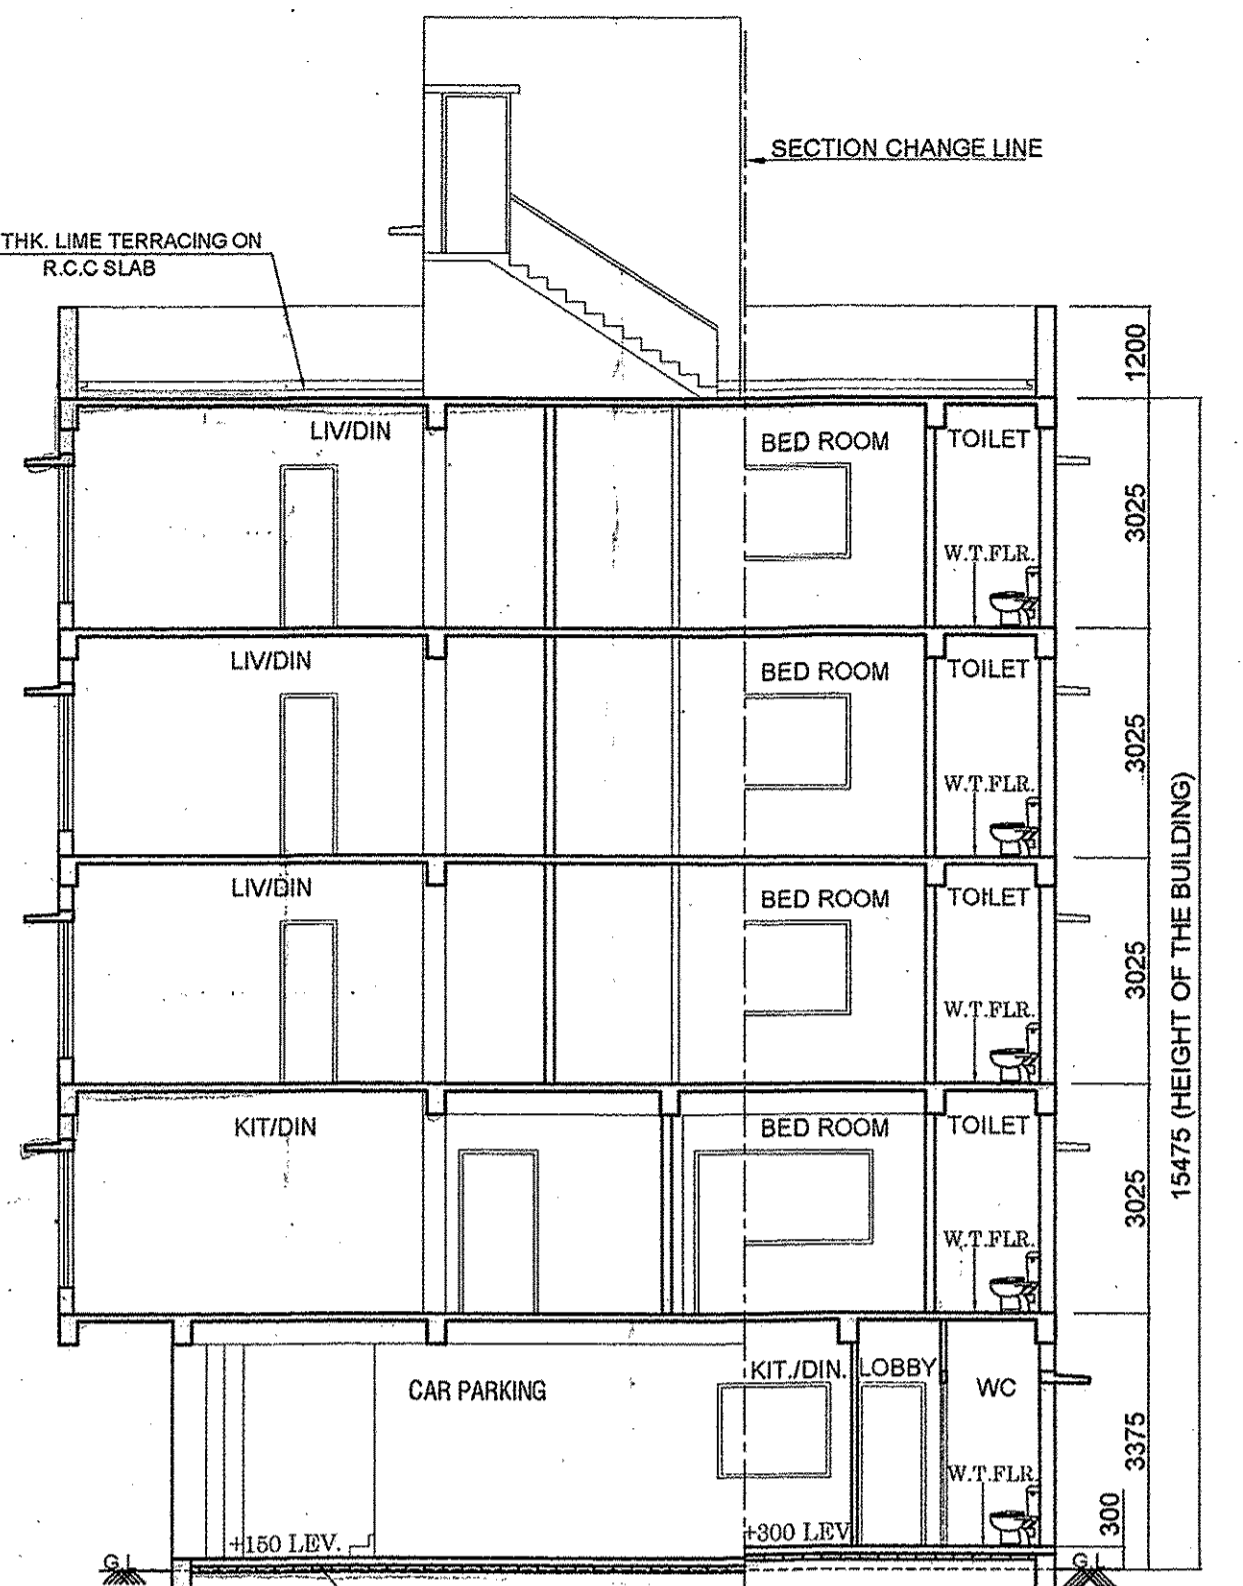 SECTION CHANGE LINE
THK. LIME TERRACING ON
R.C.C SLAB
1200
LIV/DIN
BED ROOM
TOILET
3025
W.T.FLR.
LIV/DIN
BED ROOM
TOILET
3025
W.T.FLR.
LIV/DIN
BED ROOM
TOILET
3025
W.T.FLR.
15475 (HEIGHT OF THE BUILDING)
KIT/DIN
BED ROOM
TOILET
3025
W.T.FLR.
CAR PARKING
KIT./DIN.
LOBBY
WC
3375
W.T.FLR.
300
+150 LEV.
+300 LEV
G.L
G.L